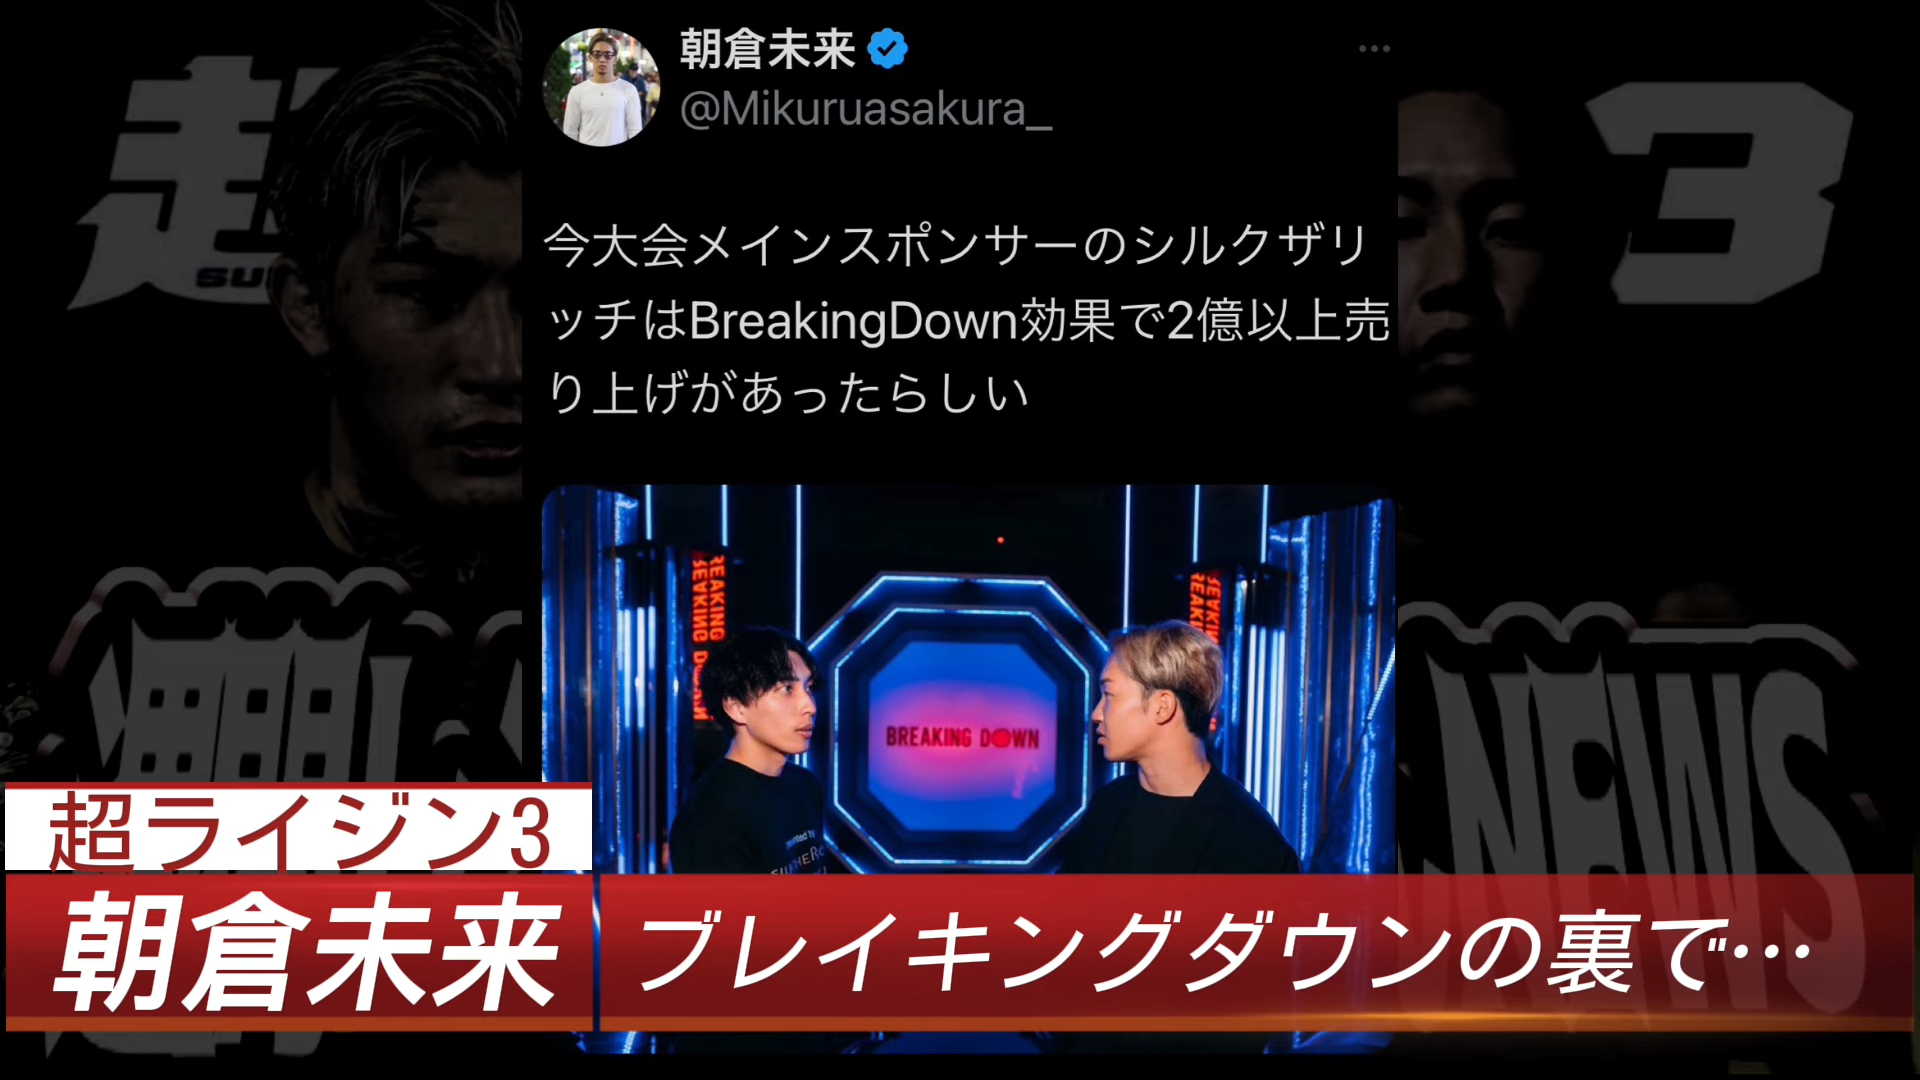 朝倉未来
@Mikuruasakura_
今大会メインスポンサーのシルクザリ
ッチはBreakingDown効果で2億以上売
り上げがあったらしい
超
3
SU
BREAKING DOWN
NEWS
超ライジン3
朝倉未来
ブレイキングダウンの裏で…